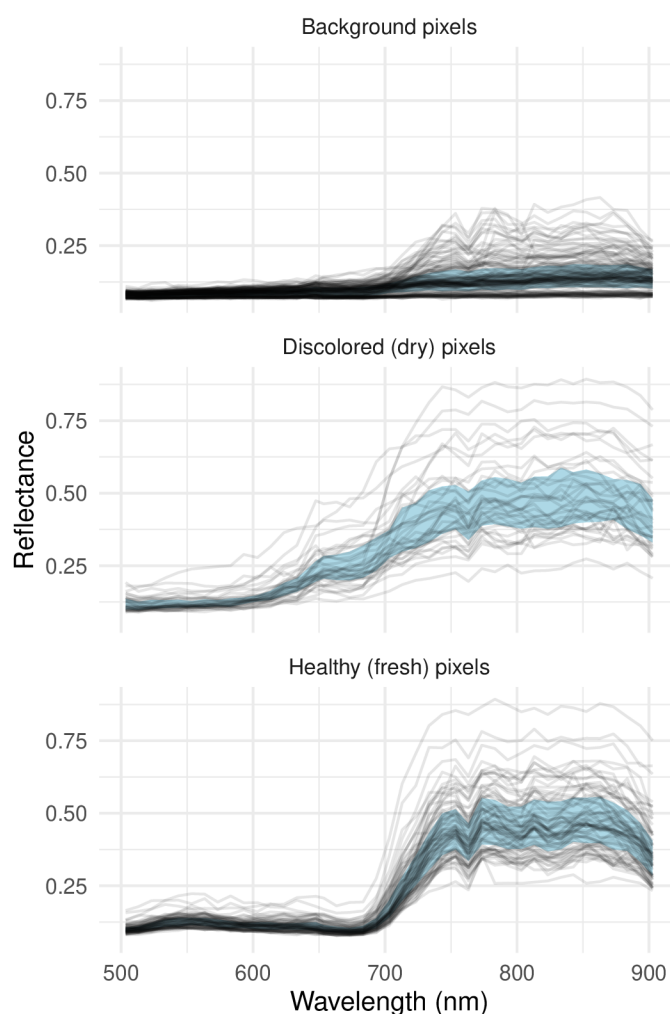 Background pixels
0.75
0.50
0.25
Discolored (dry) pixels
0.75
0.50
0.25
Reflectance
Healthy (fresh) pixels
0.75
0.50
0.25
500 600 700 800 900
Wavelength (nm)